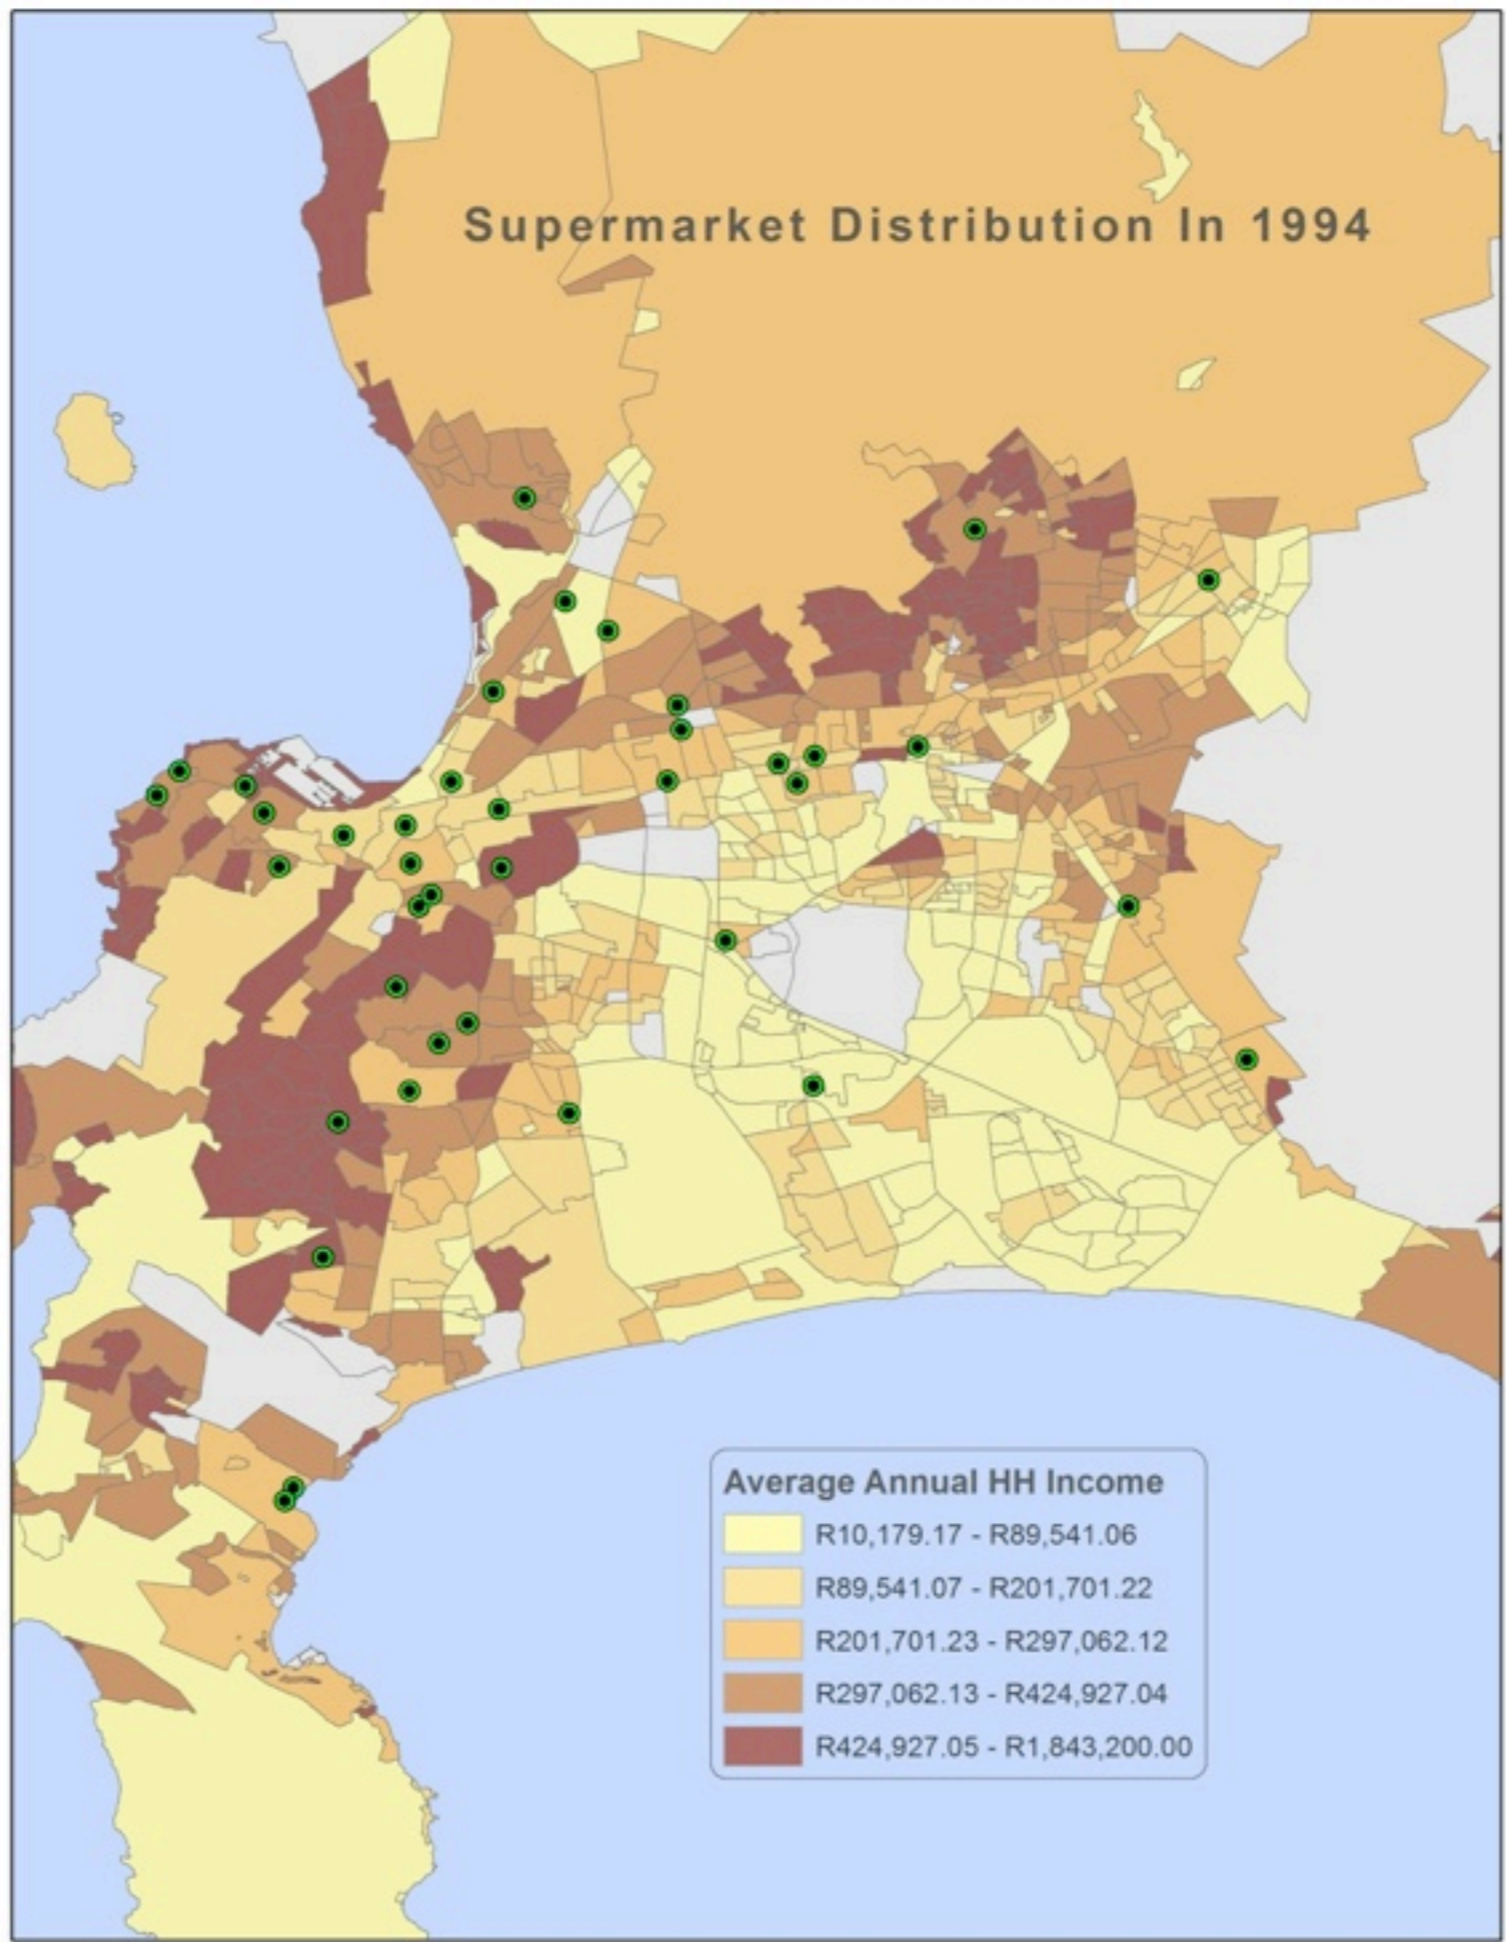 Supermarket Distribution In 1994
Average Annual HH Income
R10,179.17 - R89,541.06
R89,541.07 - R201,701.22
R201,701.23 - R297,062.12
R297,062.13 - R424,927.04
R424,927.05 - R1,843,200.00